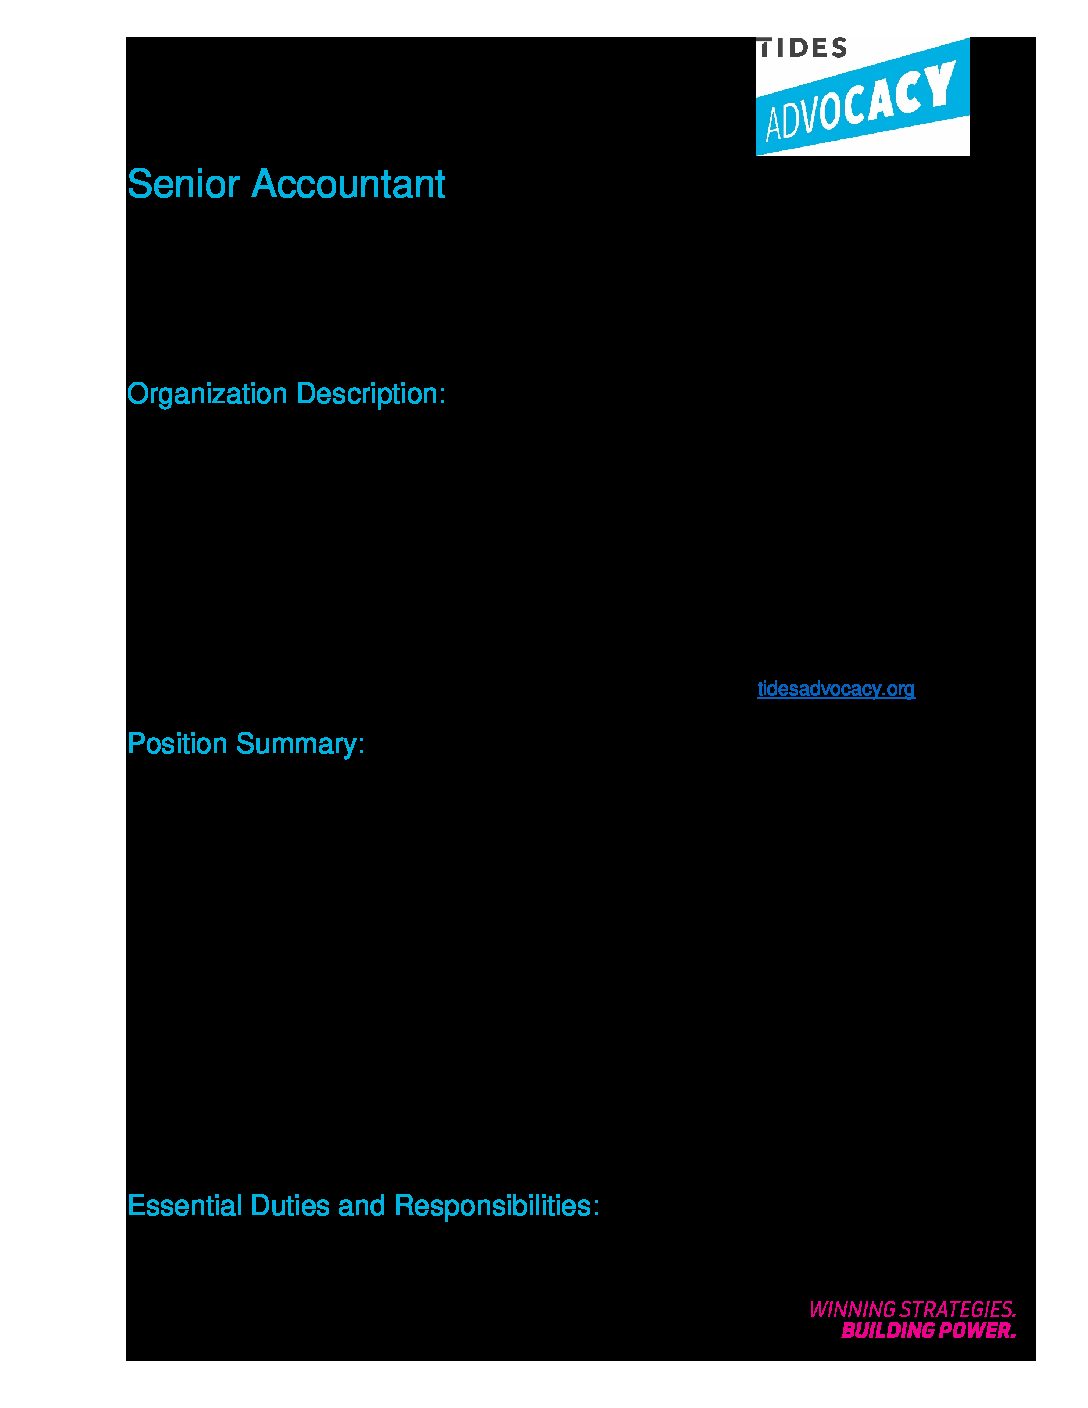 TIDES
ADVOCACY
Senior Accountant
Organization Description:
tidesadvocacy.org
Position Summary:
Essential Duties and Responsibilities:
WINNING STRATEGIES.
BUILDING POWER.